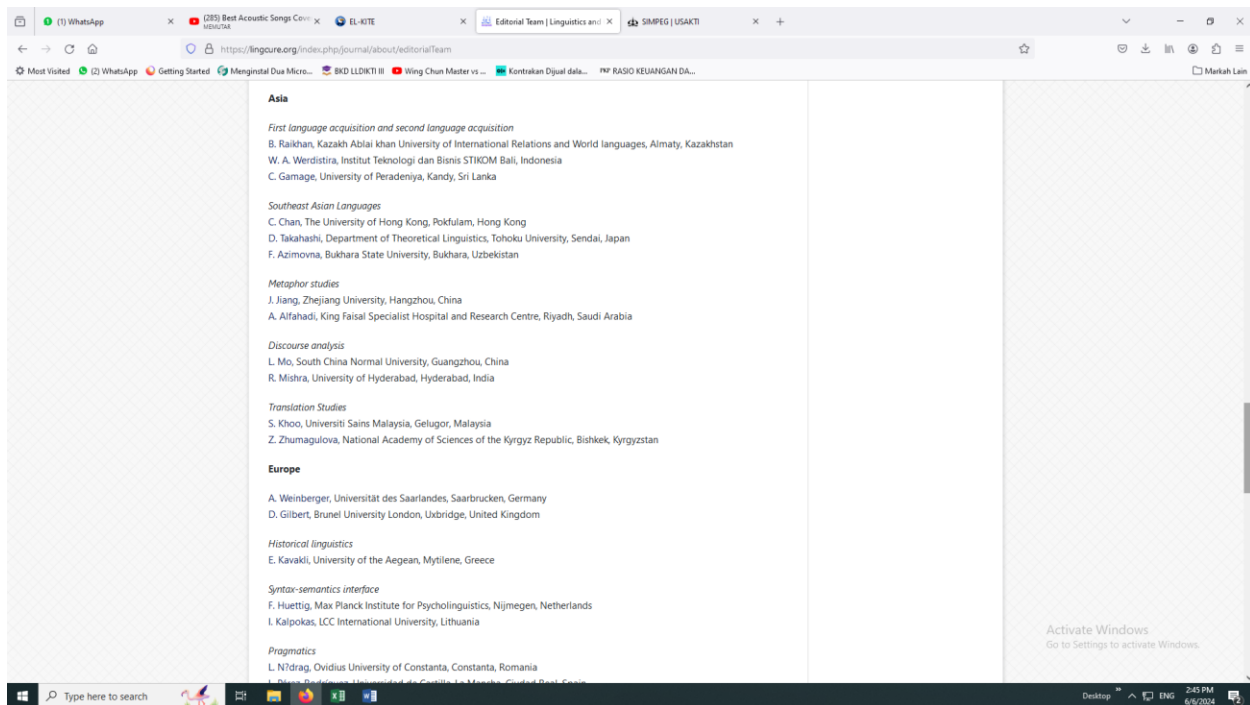 (1) WhatsApp
(285) Best Acoustic Songs Cove
MEMUTAR
EL-KITE
Editorial Team | Linguistics and
SIMPEG | USAKTI
https://lingcure.org/index.php/journal/about/editorialTeam
Most Visited
(2) WhatsApp
Getting Started
Menginstal Dua Micro...
BKD LLDIKTI III
Wing Chun Master vs ...
Kontrakan Dijual dala...
RASIO KEUANGAN DA...
Markah Lain
Asia
First language acquisition and second language acquisition
B. Raikhan, Kazakh Ablai khan University of International Relations and World languages, Almaty, Kazakhstan
W. A. Werdistira, Institut Teknologi dan Bisnis STIKOM Bali, Indonesia
C. Gamage, University of Peradeniya, Kandy, Sri Lanka
Southeast Asian Languages
C. Chan, The University of Hong Kong, Pokfulam, Hong Kong
D. Takahashi, Department of Theoretical Linguistics, Tohoku University, Sendai, Japan
F. Azimovna, Bukhara State University, Bukhara, Uzbekistan
Metaphor studies
J. Jiang, Zhejiang University, Hangzhou, China
A. Alfahadi, King Faisal Specialist Hospital and Research Centre, Riyadh, Saudi Arabia
Discourse analysis
L. Mo, South China Normal University, Guangzhou, China
R. Mishra, University of Hyderabad, Hyderabad, India
Translation Studies
S. Khoo, Universiti Sains Malaysia, Gelugor, Malaysia
Z. Zhumagulova, National Academy of Sciences of the Kyrgyz Republic, Bishkek, Kyrgyzstan
Europe
A. Weinberger, Universität des Saarlandes, Saarbrucken, Germany
D. Gilbert, Brunel University London, Uxbridge, United Kingdom
Historical linguistics
E. Kavakli, University of the Aegean, Mytilene, Greece
Syntax-semantics interface
F. Huettig, Max Planck Institute for Psycholinguistics, Nijmegen, Netherlands
I. Kalpokas, LCC International University, Lithuania
Pragmatics
L. N?drag, Ovidius University of Constanta, Constanta, Romania
L. Pérez-Rodríguez, Universidad de Castilla-La Mancha, Ciudad Real, Spain
Activate Windows
Go to Settings to activate Windows.
Type here to search
Desktop
ENG
2:45 PM
6/6/2024